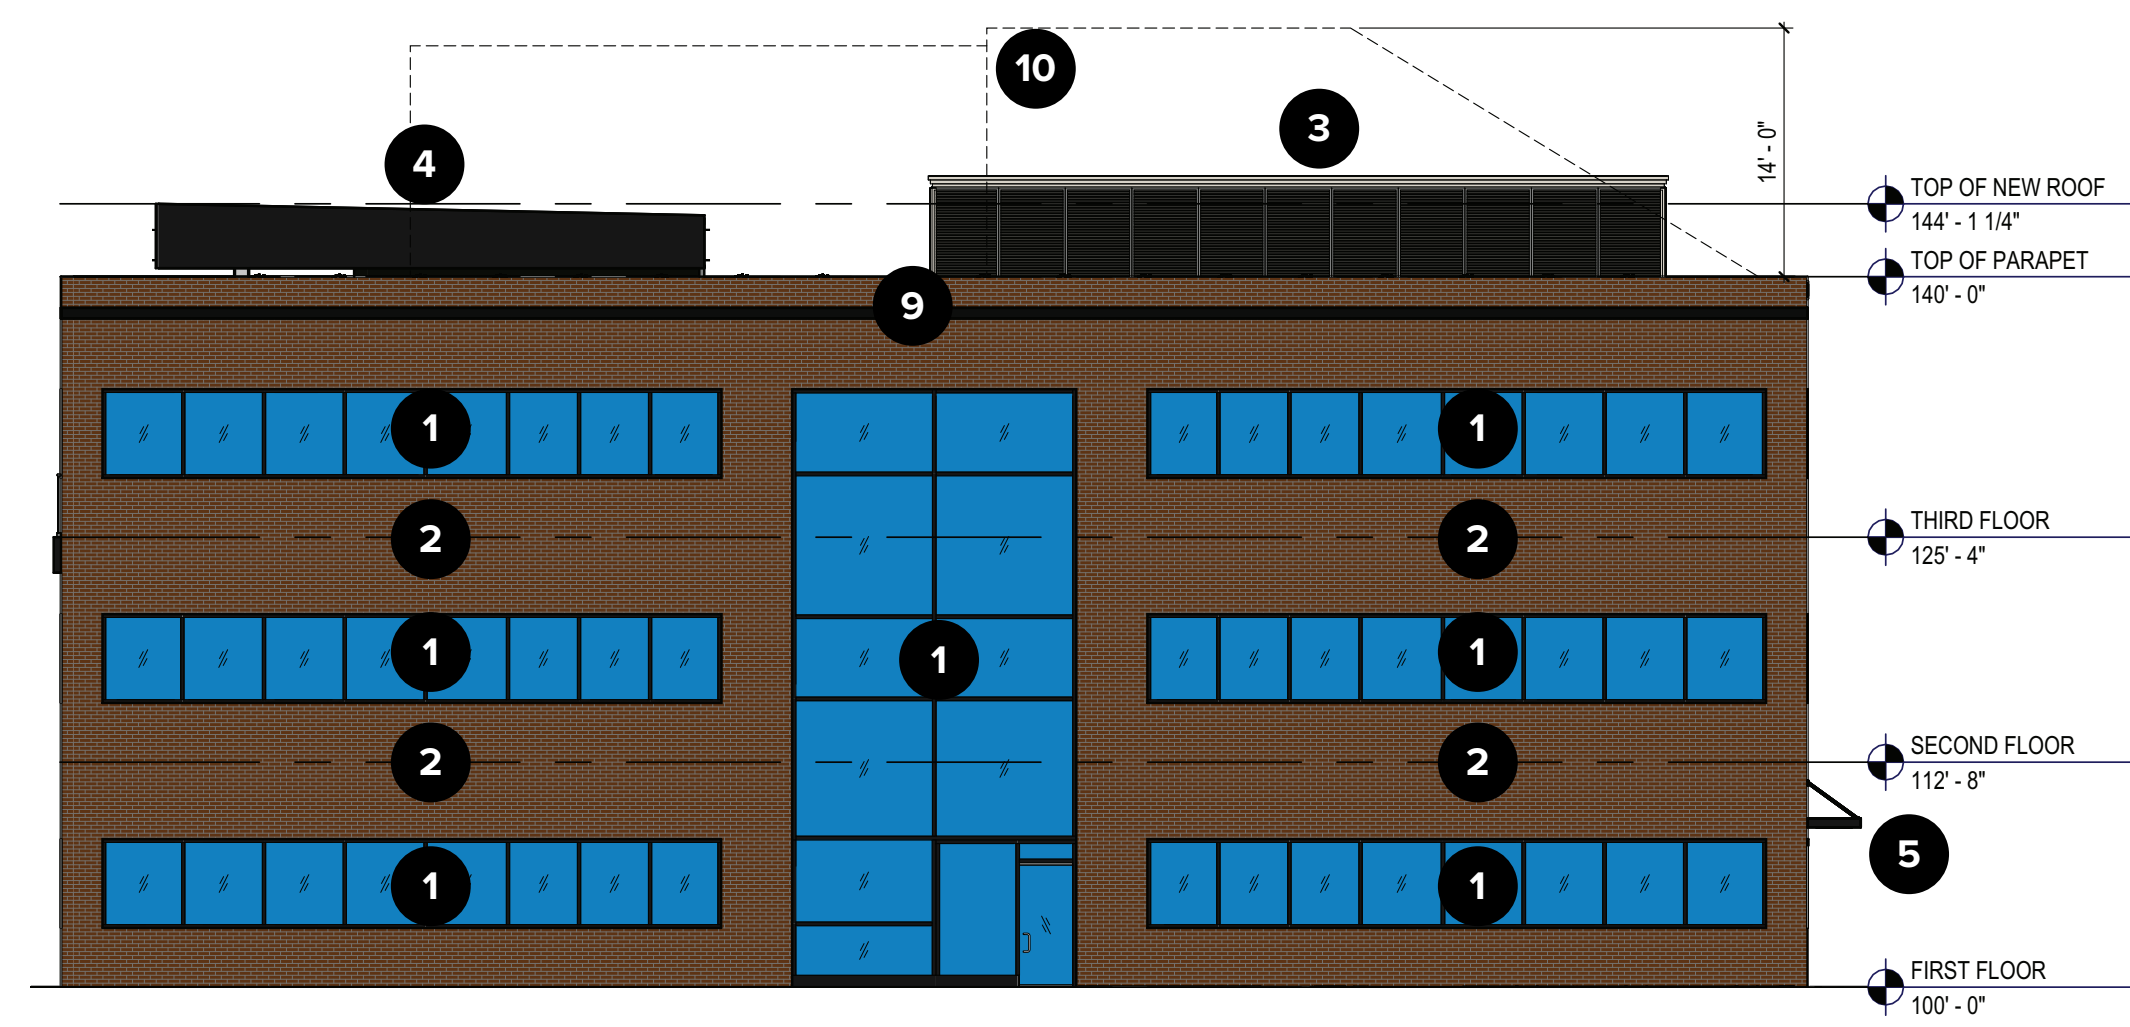 10
3
14' - 0"
4
TOP OF NEW ROOF
144' - 1 1/4"
TOP OF PARAPET
140' - 0"
9
1
1
THIRD FLOOR
125' - 4"
2
2
1
1
1
SECOND FLOOR
112' - 8"
2
2
5
1
1
FIRST FLOOR
100' - 0"